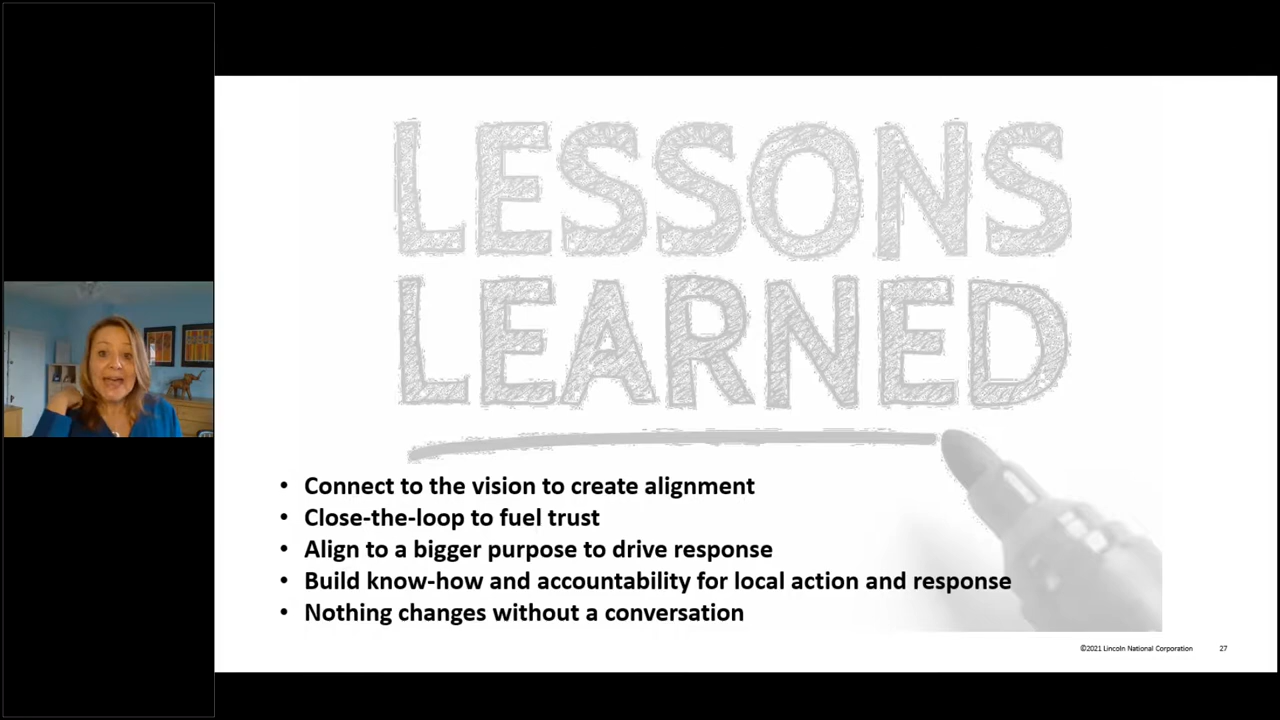 LESSONS
LEARNED
• Connect to the vision to create alignment
• Close-the-loop to fuel trust
• Align to a bigger purpose to drive response
• Build know-how and accountability for local action and response
• Nothing changes without a conversation
©2021 Lincoln National Corporation 27